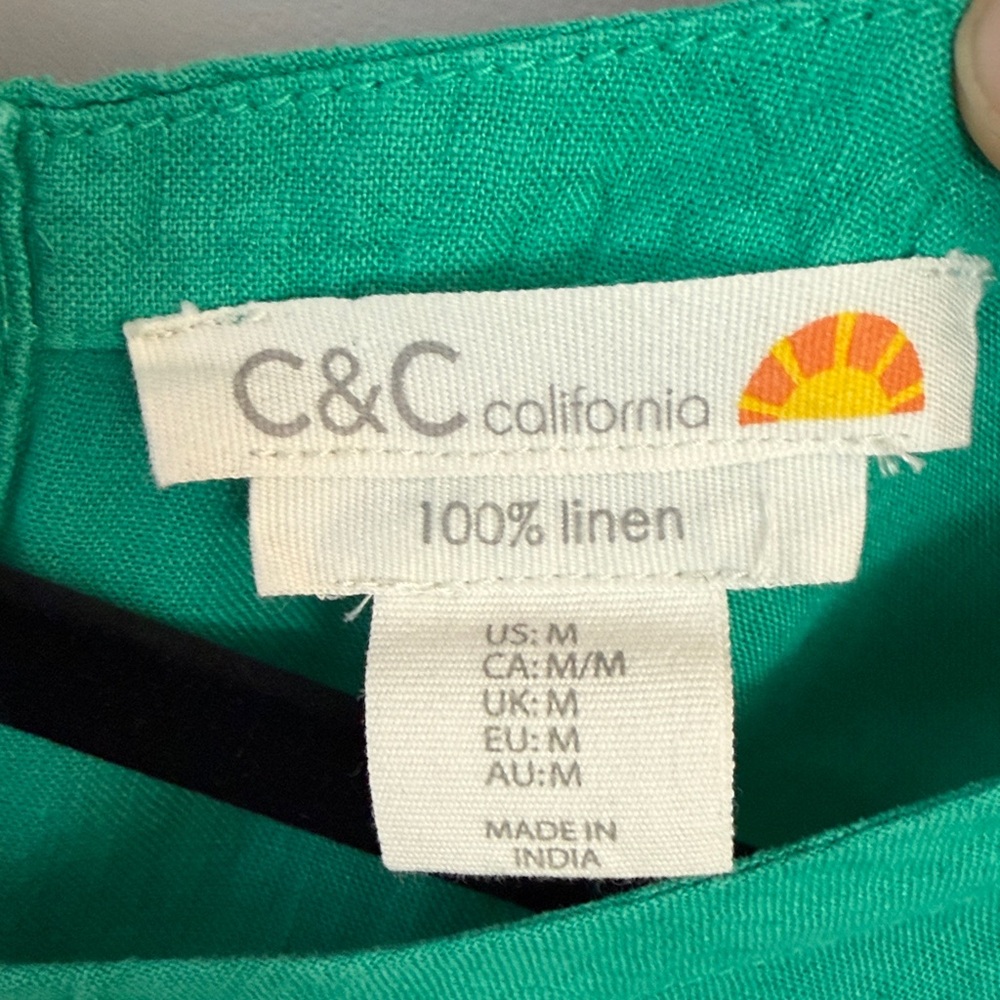 C&C california
100% linen
US: M
CA: M/M
UK: M
EU: M
AU:M
MADE IN
INDIA